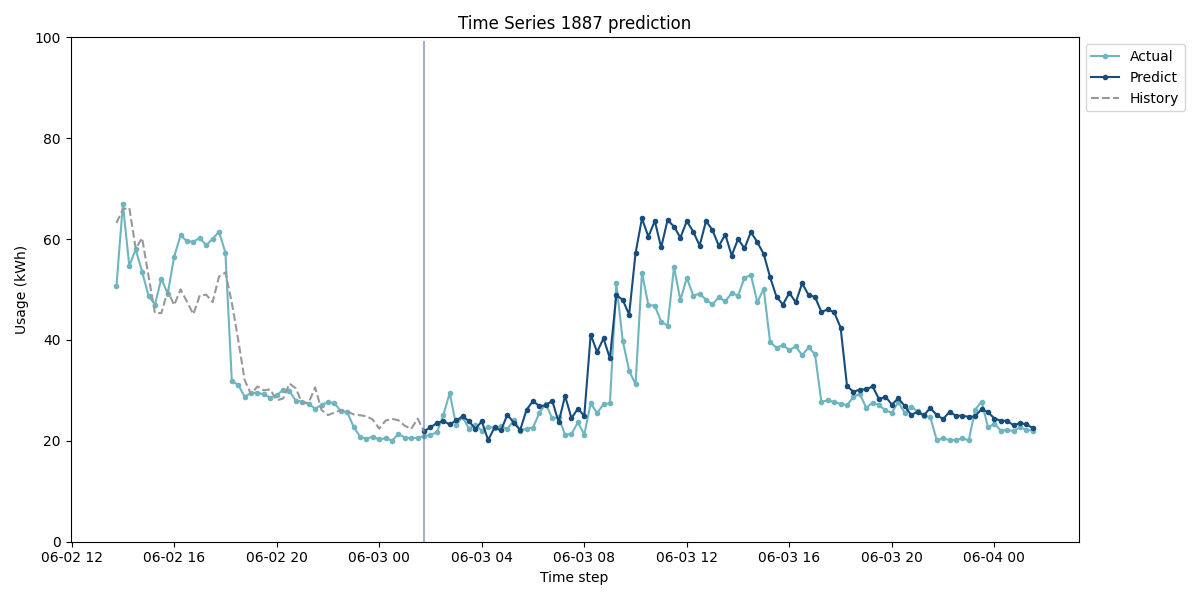 Time Series 1887 prediction
100
80
60
40
20
0
Usage (kWh)
06-02 12
06-02 16
06-02 20
06-03 00
06-03 04
06-03 08
06-03 12
06-03 16
06-03 20
06-04 00
Time step
Actual
Predict
History